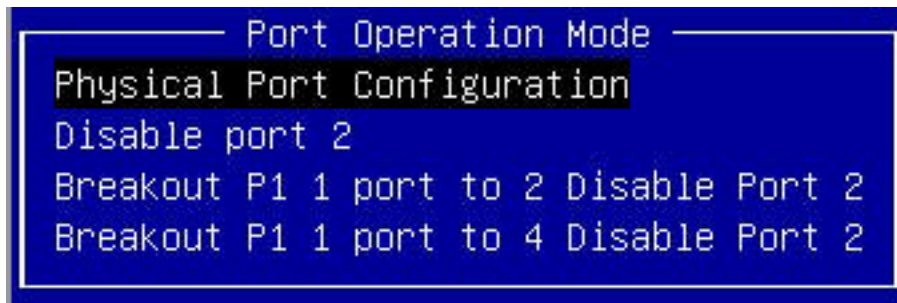 Port Operation Mode
Physical Port Configuration
Disable port 2
Breakout P1 1 port to 2 Disable Port 2
Breakout P1 1 port to 4 Disable Port 2